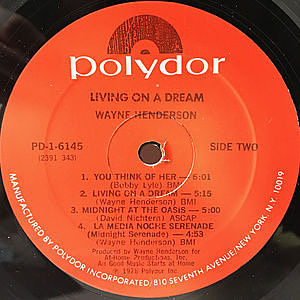 polydor
LIVING ON A DREAM
WAYNE HENDERSON
PD-1-6145
SIDE TWO
(2391 343)
1. YOU THINK OF HER — 6:01
(Bobby Lyle) BMI
2. LIVING ON A DREAM — 5:15
(Wayne Henderson) BMI
3. MIDNIGHT AT THE OASIS — 5:00
(David Nichtern) ASCAP
4. LA MEDIA NOCHE SERENADE
(Midnight Serenade) — 4:53
(Wayne Henderson) BMI
Produced by Wayne Henderson for
At-Home Productions, Inc.
All Good Music Starts at Home
℗ 1978 Polydor Inc.
MANUFACTURED BY POLYDOR INCORPORATED/810 SEVENTH AVENUE/NEW YORK, N.Y. 10019